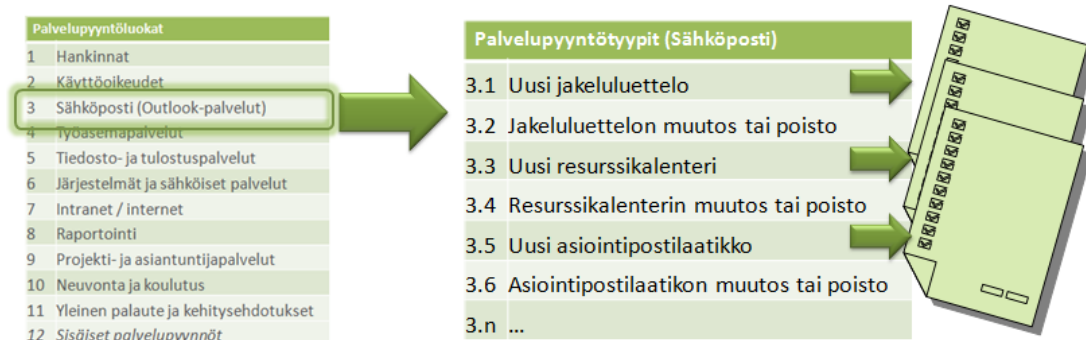 Palvelupyyntöluokat
1 Hankinnat
2 Käyttöoikeudet
3 Sähköposti (Outlook-palvelut)
4 Työasemapalvelut
5 Tiedosto- ja tulostuspalvelut
6 Järjestelmät ja sähköiset palvelut
7 Intranet / internet
8 Raportointi
9 Projekti- ja asiantuntijapalvelut
10 Neuvonta ja koulutus
11 Yleinen palaute ja kehitysehdotukset
12 Sisäiset palvelupyynnöt
Palvelupyyntötyypit (Sähköposti)
3.1 Uusi jakeluluettelo
3.2 Jakeluluettelon muutos tai poisto
3.3 Uusi resurssikalenteri
3.4 Resurssikalenterin muutos tai poisto
3.5 Uusi asiointipostilaatikko
3.6 Asiointipostilaatikon muutos tai poisto
3.n ...